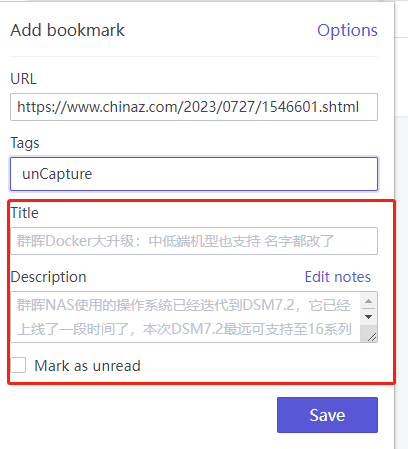 Add bookmark Options
URL
https://www.chinaz.com/2023/0727/1546601.shtml
Tags
unCapture
Title
群晖Docker大升级：中低端机型也支持 名字都改了
Description Edit notes
群晖NAS使用的操作系统已经迭代到DSM7.2，它已经
上线了一段时间了，本次DSM7.2最远可支持至16系列
Mark as unread
Save